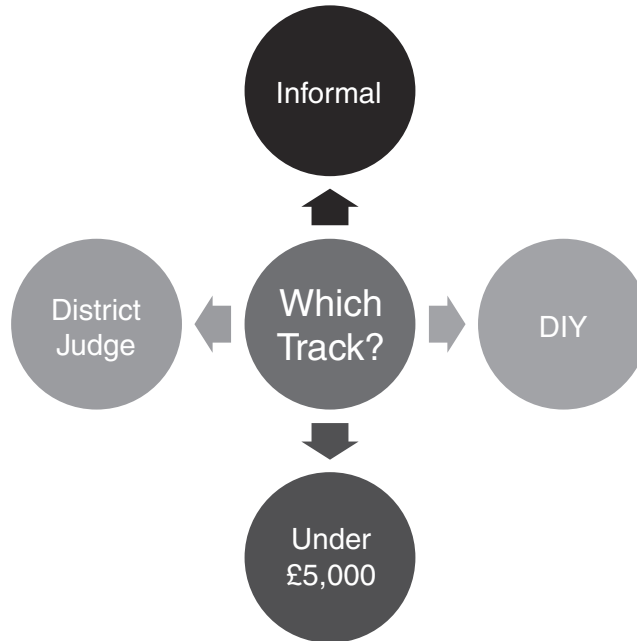 Informal
District
Judge
Which
Track?
DIY
Under
£5,000